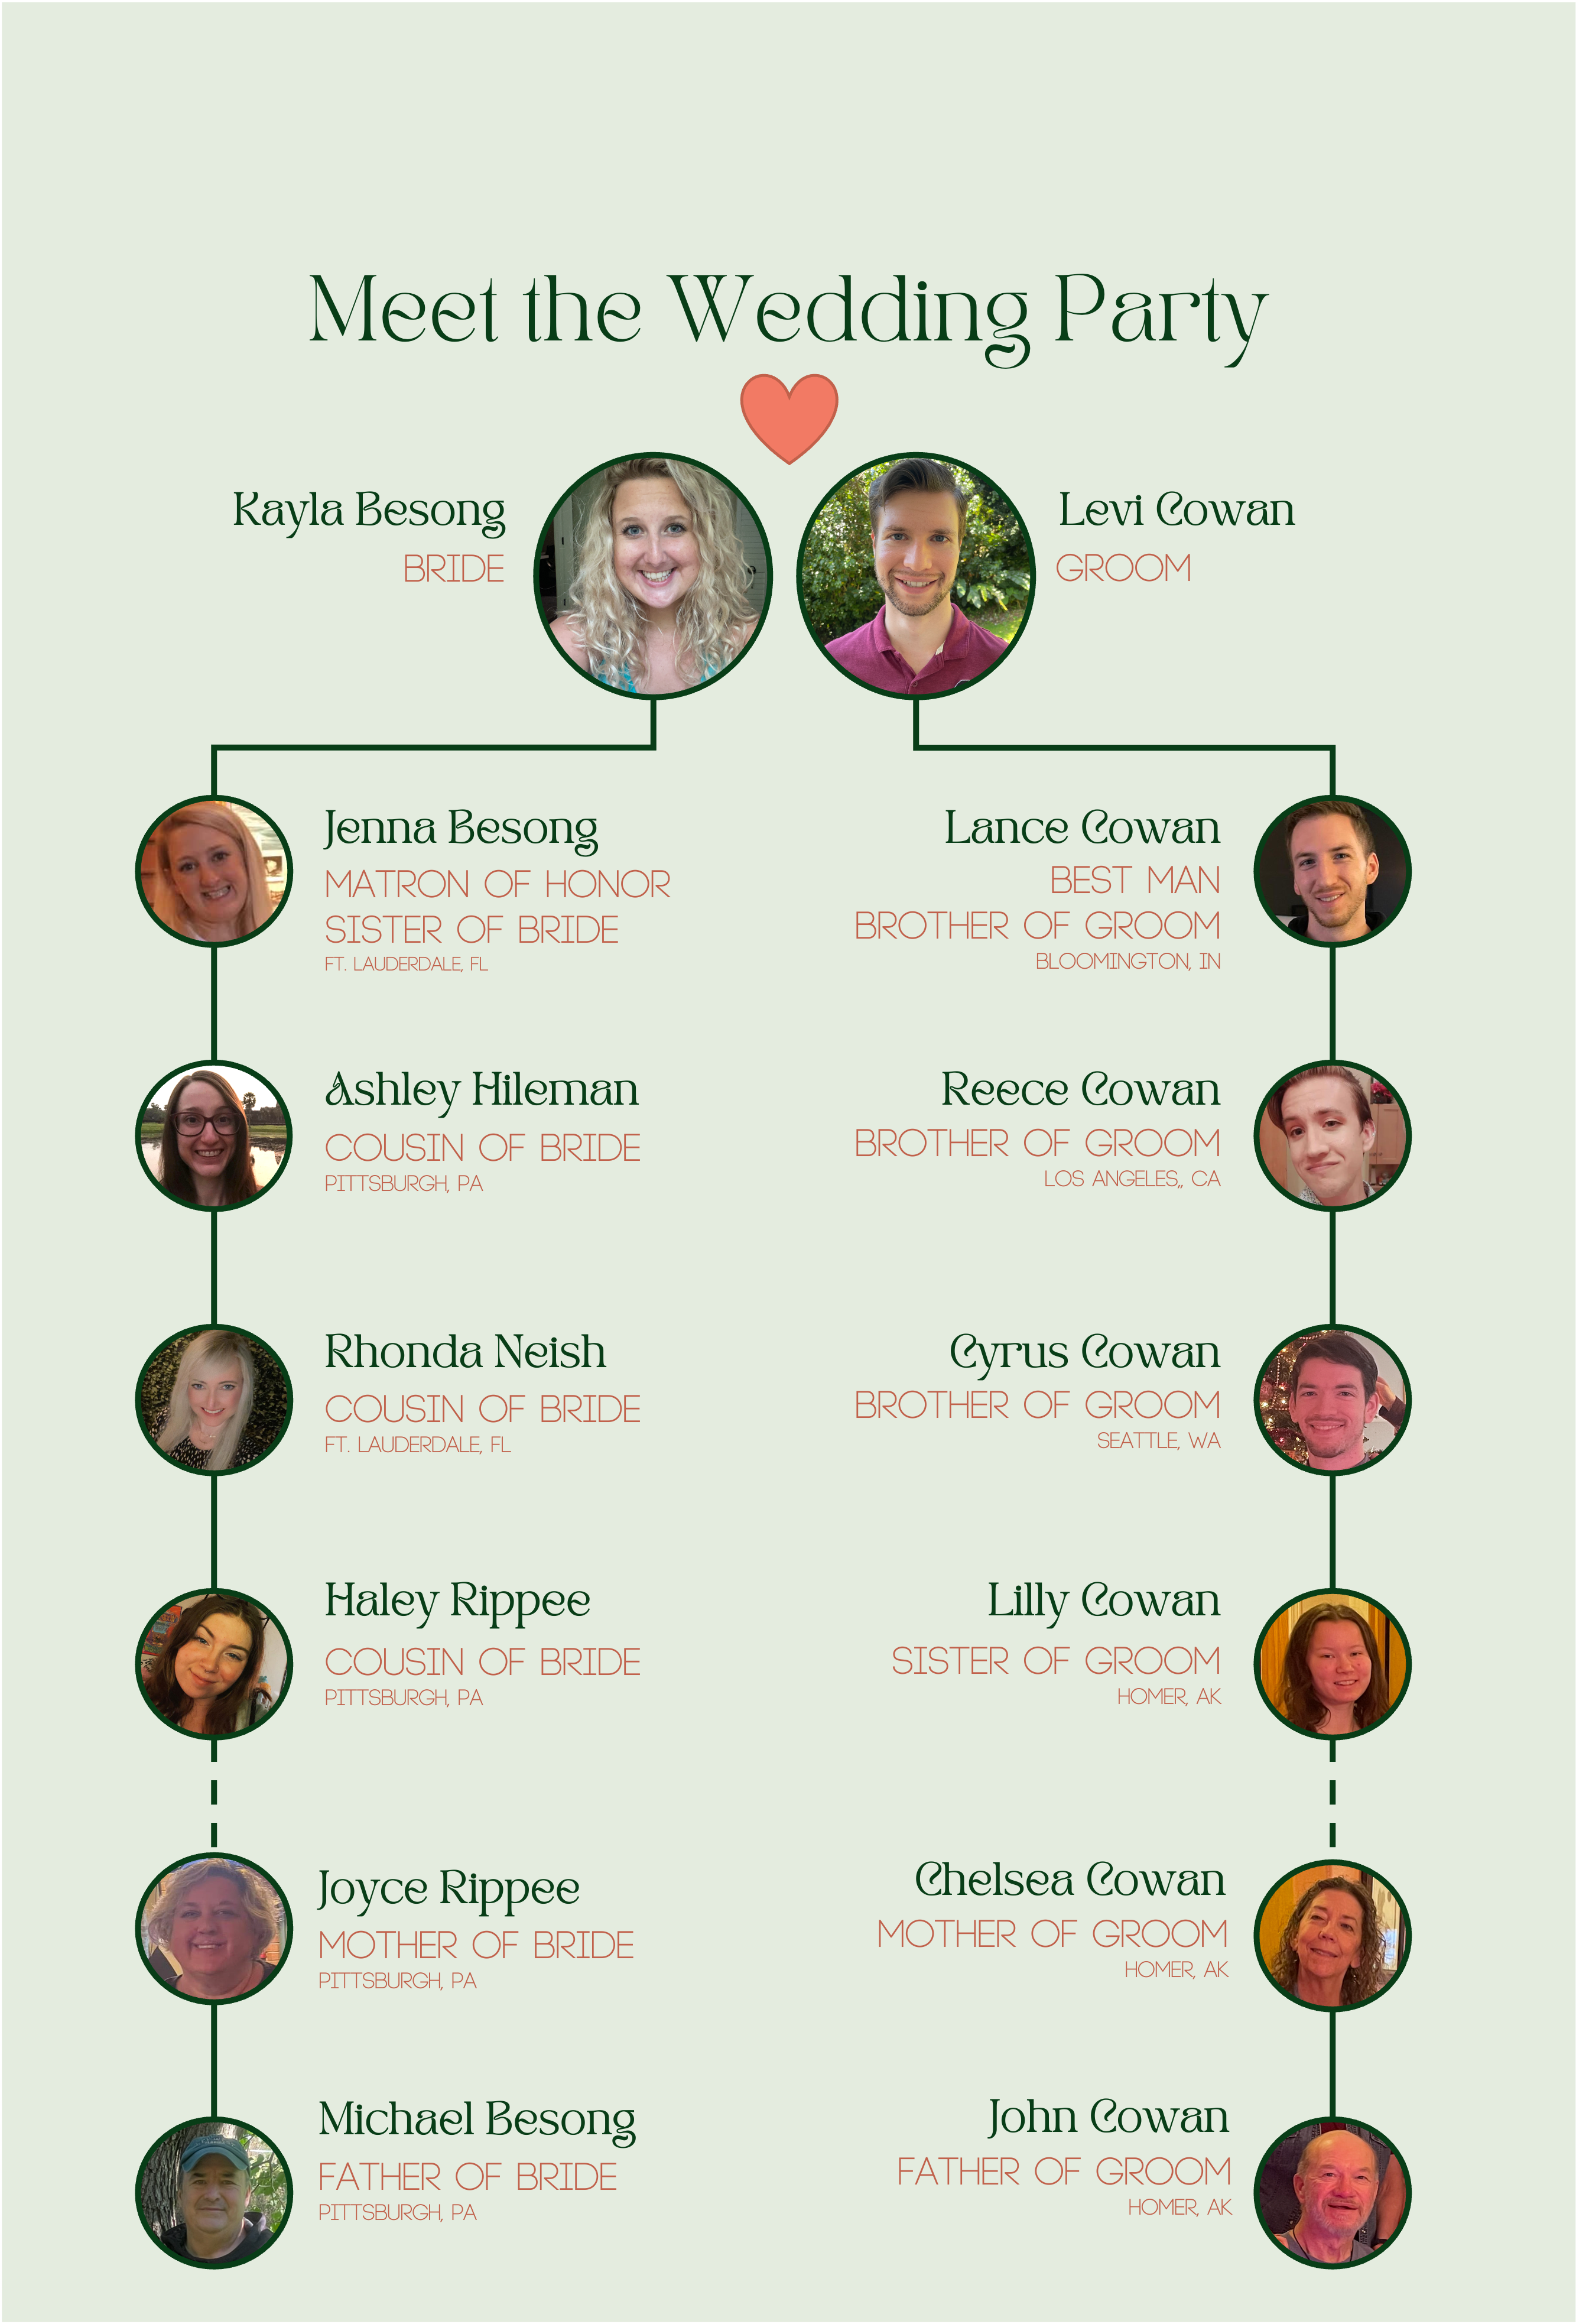 Meet the Wedding Party
Kayla Besong
BRIDE
Levi Cowan
GROOM
Jenna Besong
MATRON OF HONOR
SISTER OF BRIDE
FT. LAUDERDALE, FL
Lance Cowan
BEST MAN
BROTHER OF GROOM
BLOOMINGTON, IN
Ashley Hileman
COUSIN OF BRIDE
PITTSBURGH, PA
Reece Cowan
BROTHER OF GROOM
LOS ANGELES,, CA
Rhonda Neish
COUSIN OF BRIDE
FT. LAUDERDALE, FL
Cyrus Cowan
BROTHER OF GROOM
SEATTLE, WA
Haley Rippee
COUSIN OF BRIDE
PITTSBURGH, PA
Lilly Cowan
SISTER OF GROOM
HOMER, AK
Joyce Rippee
MOTHER OF BRIDE
PITTSBURGH, PA
Chelsea Cowan
MOTHER OF GROOM
HOMER, AK
Michael Besong
FATHER OF BRIDE
PITTSBURGH, PA
John Cowan
FATHER OF GROOM
HOMER, AK